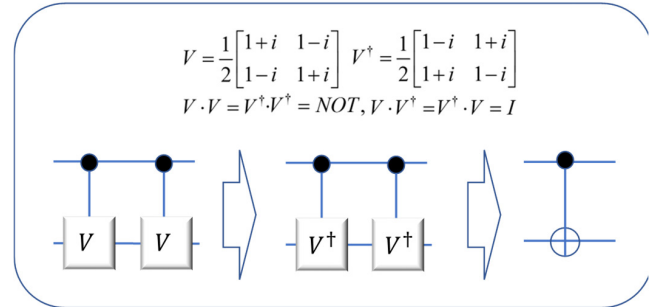 V = 1/2 [1+i 1−i; 1−i 1+i] V† = 1/2 [1−i 1+i; 1+i 1−i]
V · V = V†·V† = NOT, V · V† =V† · V = I
V V V† V†